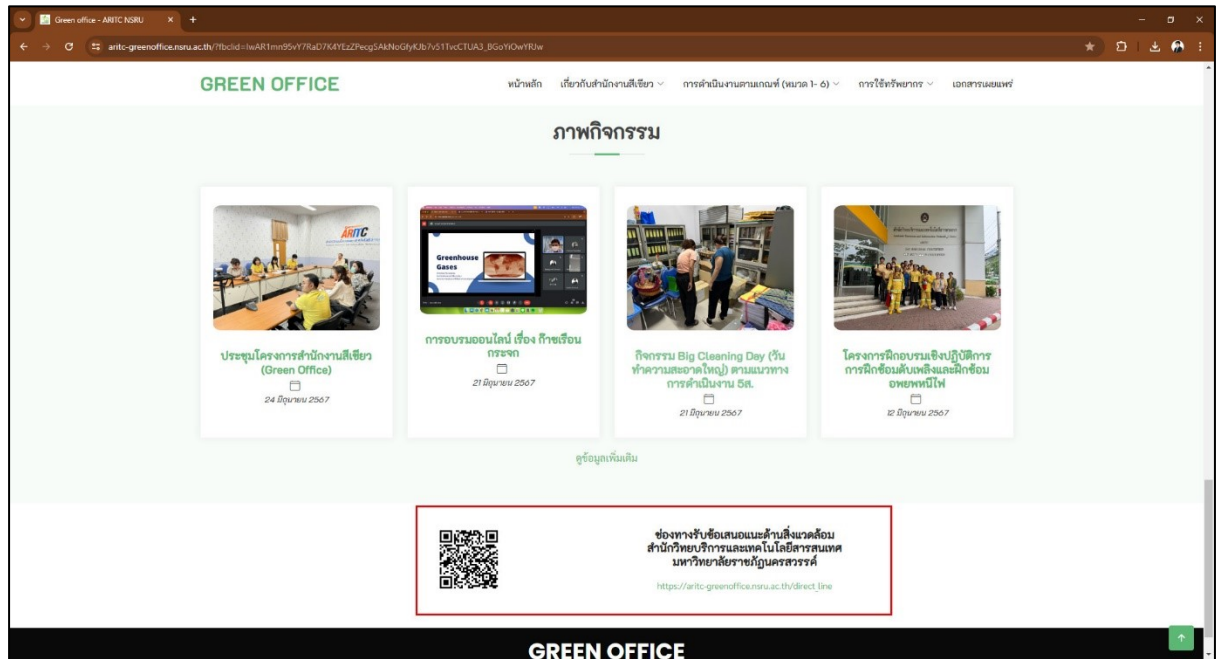 Green office - ARITC NSRU
aritc-greenoffice.nsru.ac.th/?fbclid=IwAR1mn95vY7RaD7K4YEzZPecgSAkNoGfyKJb7v51TvcCTUA3_BGoYiOwYRJw
GREEN OFFICE
หน้าหลัก เกี่ยวกับสำนักงานสีเขียว การดำเนินงานตามเกณฑ์ (หมวด 1- 6) การใช้ทรัพยากร เอกสารเผยแพร่
ภาพกิจกรรม
ARITC
Greenhouse
Gases
ประชุมโครงการสำนักงานสีเขียว
(Green Office)
24 มิถุนายน 2567
การอบรมออนไลน์ เรื่อง ก๊าซเรือน
กระจก
21 มิถุนายน 2567
กิจกรรม Big Cleaning Day (วัน
ทำความสะอาดใหญ่) ตามแนวทาง
การดำเนินงาน 5ส.
21 มิถุนายน 2567
โครงการฝึกอบรมเชิงปฏิบัติการ
การฝึกซ้อมดับเพลิงและฝึกซ้อม
อพยพหนีไฟ
12 มิถุนายน 2567
ดูข้อมูลเพิ่มเติม
ช่องทางรับข้อเสนอแนะด้านสิ่งแวดล้อม
สำนักวิทยบริการและเทคโนโลยีสารสนเทศ
มหาวิทยาลัยราชภัฏนครสวรรค์
https://aritc-greenoffice.nsru.ac.th/direct_line
GREEN OFFICE